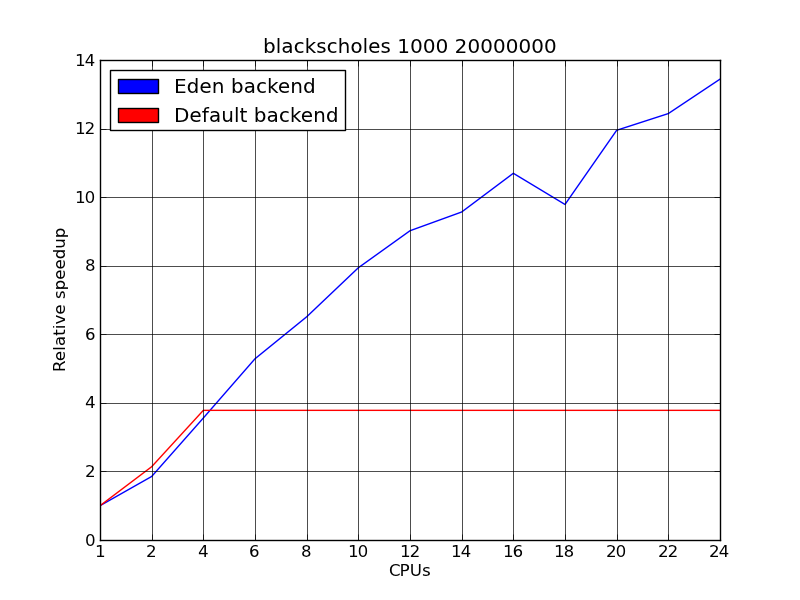 blackscholes 1000 20000000
Eden backend
Default backend
Relative speedup
14
12
10
8
6
4
2
0
1 2 4 6 8 10 12 14 16 18 20 22 24
CPUs